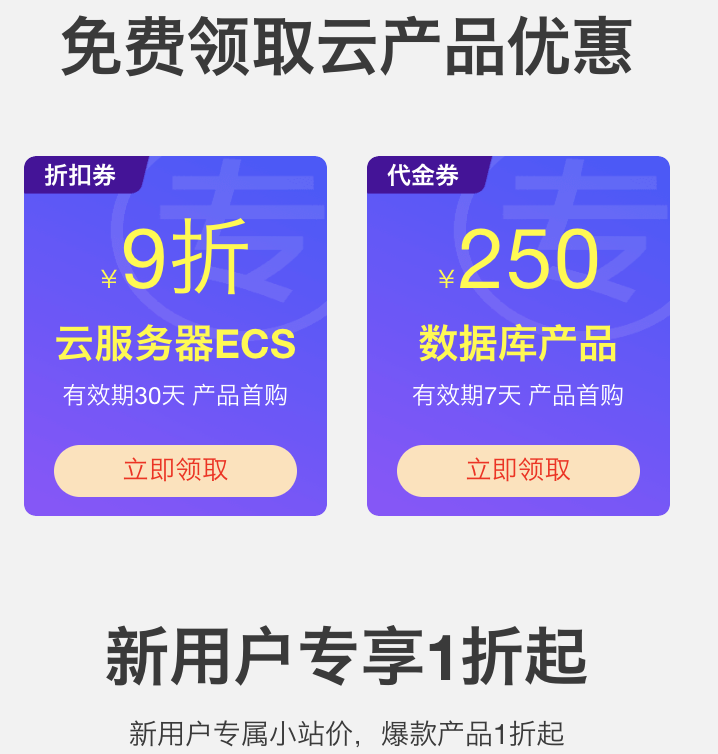 免费领取云产品优惠
折扣券
专
¥9折
云服务器ECS
有效期30天 产品首购
立即领取
代金券
专
¥250
数据库产品
有效期7天 产品首购
立即领取
新用户专享1折起
新用户专属小站价，爆款产品1折起